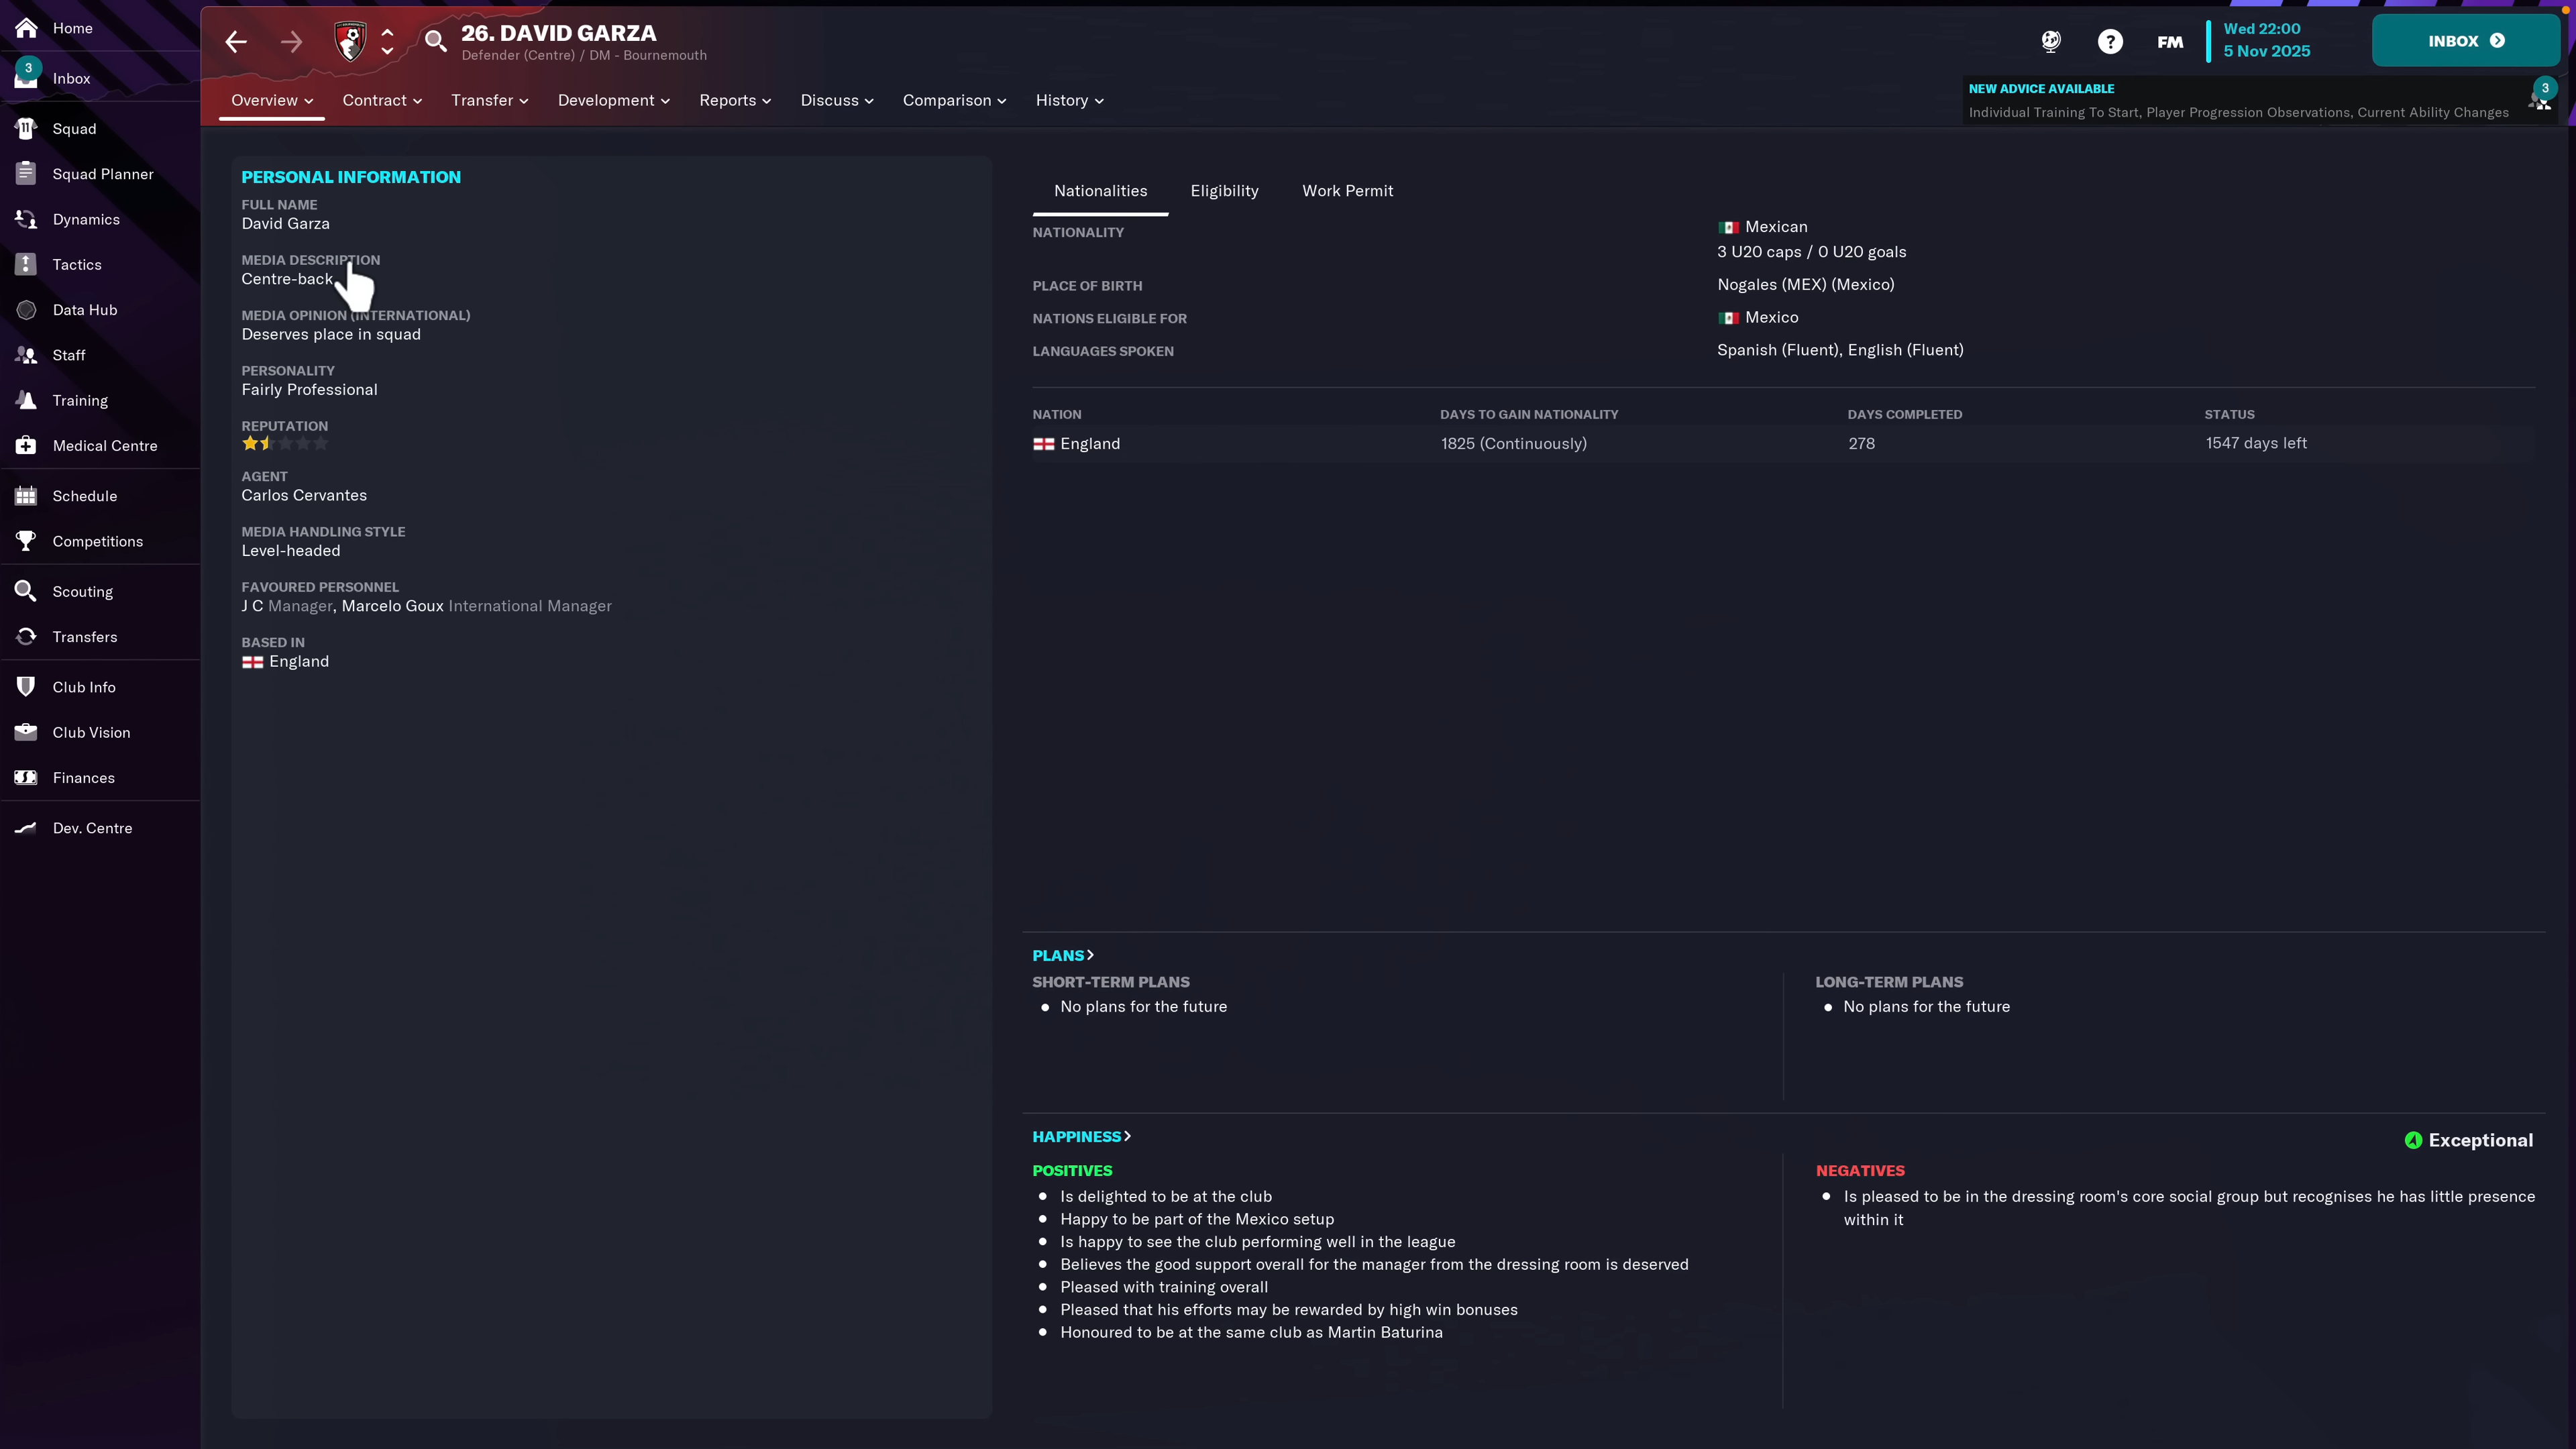 Home
3
Inbox
Squad
Squad Planner
Dynamics
Tactics
Data Hub
Staff
Training
Medical Centre
Schedule
Competitions
Scouting
Transfers
Club Info
Club Vision
Finances
Dev. Centre
26. DAVID GARZA
Defender (Centre) / DM - Bournemouth
FM
Wed 22:00
5 Nov 2025
INBOX
Overview
Contract
Transfer
Development
Reports
Discuss
Comparison
History
NEW ADVICE AVAILABLE
Individual Training To Start, Player Progression Observations, Current Ability Changes
3
PERSONAL INFORMATION
FULL NAME
David Garza
MEDIA DESCRIPTION
Centre-back
MEDIA OPINION (INTERNATIONAL)
Deserves place in squad
PERSONALITY
Fairly Professional
REPUTATION
AGENT
Carlos Cervantes
MEDIA HANDLING STYLE
Level-headed
FAVOURED PERSONNEL
J C Manager, Marcelo Goux International Manager
BASED IN
England
Nationalities Eligibility Work Permit
NATIONALITY
Mexican
3 U20 caps / 0 U20 goals
PLACE OF BIRTH Nogales (MEX) (Mexico)
NATIONS ELIGIBLE FOR Mexico
LANGUAGES SPOKEN Spanish (Fluent), English (Fluent)
NATION DAYS TO GAIN NATIONALITY DAYS COMPLETED STATUS
England 1825 (Continuously) 278 1547 days left
PLANS
SHORT-TERM PLANS
No plans for the future
LONG-TERM PLANS
No plans for the future
HAPPINESS
Exceptional
POSITIVES
Is delighted to be at the club
Happy to be part of the Mexico setup
Is happy to see the club performing well in the league
Believes the good support overall for the manager from the dressing room is deserved
Pleased with training overall
Pleased that his efforts may be rewarded by high win bonuses
Honoured to be at the same club as Martin Baturina
NEGATIVES
Is pleased to be in the dressing room's core social group but recognises he has little presence
within it